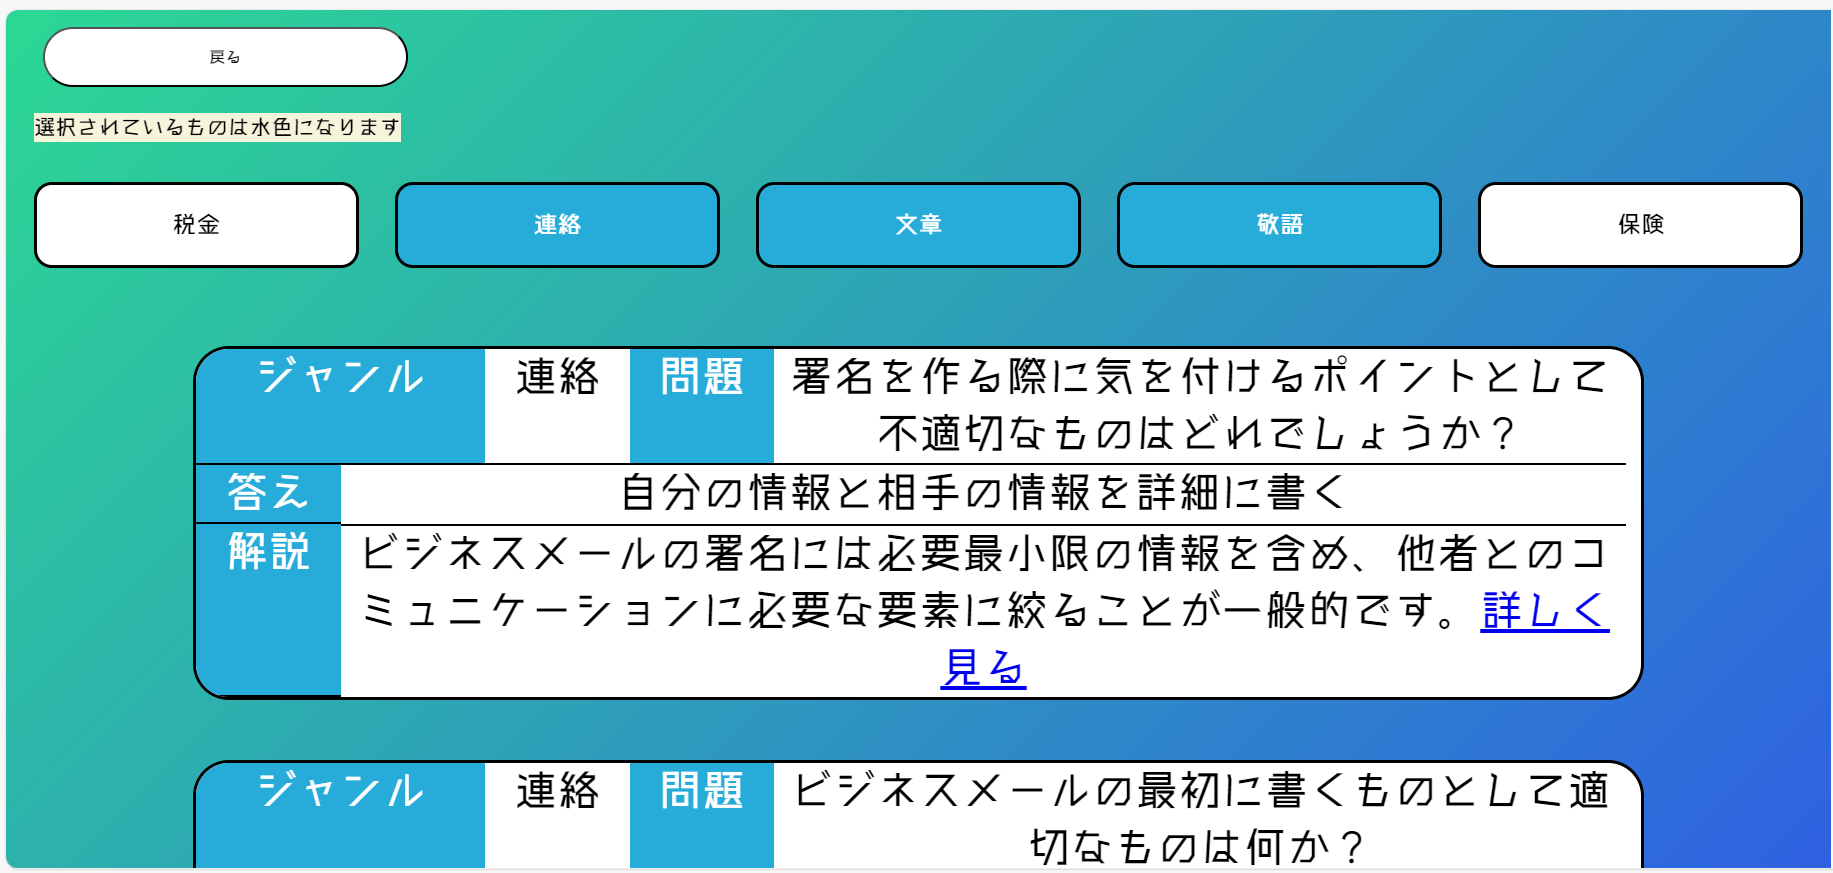 戻る
選択されているものは水色になります
税金
連絡
文章
敬語
保険
ジャンル
連絡
問題
署名を作る際に気を付けるポイントとして
不適切なものはどれでしょうか？
答え
自分の情報と相手の情報を詳細に書く
解説
ビジネスメールの署名には必要最小限の情報を含め、他者とのコ
ミュニケーションに必要な要素に絞ることが一般的です。詳しく
見る
ジャンル
連絡
問題
ビジネスメールの最初に書くものとして適
切なものは何か？